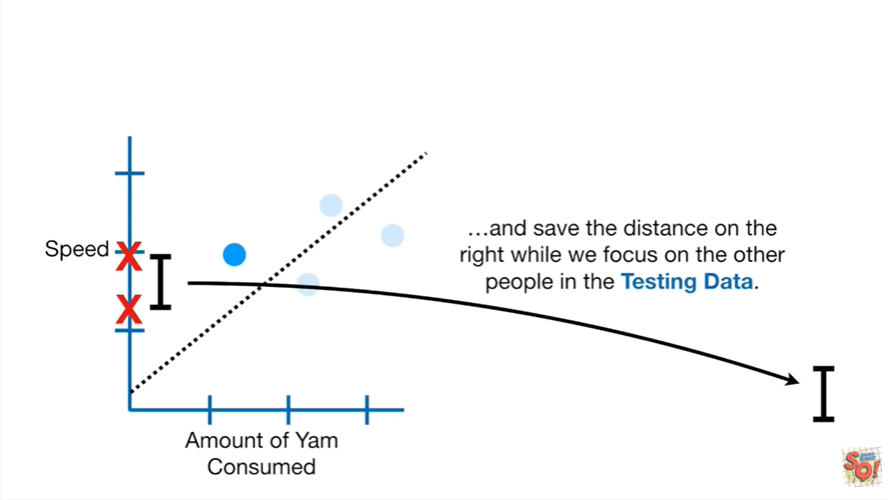 Speed
X
X
…and save the distance on the
right while we focus on the other
people in the Testing Data.
Amount of Yam
Consumed
SQ!